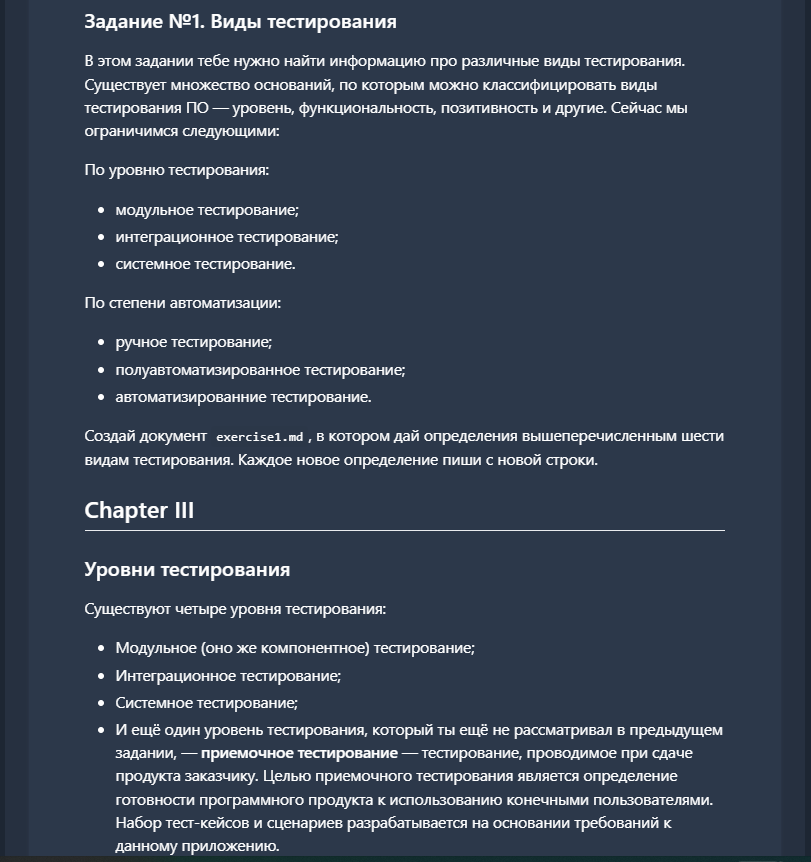 Задание №1. Виды тестирования
В этом задании тебе нужно найти информацию про различные виды тестирования.
Существует множество оснований, по которым можно классифицировать виды
тестирования ПО — уровень, функциональность, позитивность и другие. Сейчас мы
ограничимся следующими:
По уровню тестирования:
• модульное тестирование;
• интеграционное тестирование;
• системное тестирование.
По степени автоматизации:
• ручное тестирование;
• полуавтоматизированное тестирование;
• автоматизированние тестирование.
Создай документ exercise1.md , в котором дай определения вышеперечисленным шести
видам тестирования. Каждое новое определение пиши с новой строки.
Chapter III
Уровни тестирования
Существуют четыре уровня тестирования:
• Модульное (оно же компонентное) тестирование;
• Интеграционное тестирование;
• Системное тестирование;
• И ещё один уровень тестирования, который ты ещё не рассматривал в предыдущем
задании, — приемочное тестирование — тестирование, проводимое при сдаче
продукта заказчику. Целью приемочного тестирования является определение
готовности программного продукта к использованию конечными пользователями.
Набор тест-кейсов и сценариев разрабатывается на основании требований к
данному приложению.